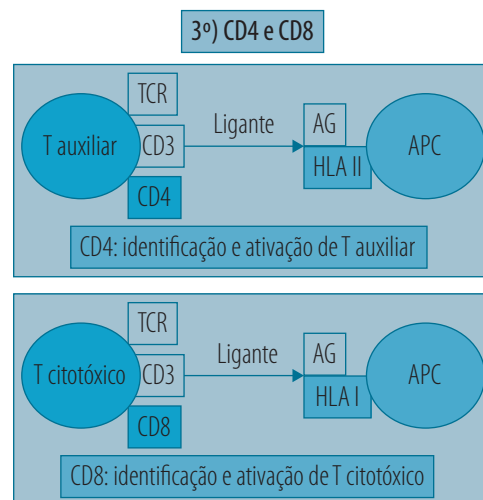 3º) CD4 e CD8
TCR
Ligante
AG
T auxiliar
CD3
HLA II
APC
CD4
CD4: identificação e ativação de T auxiliar
TCR
Ligante
AG
T citotóxico
CD3
HLA I
APC
CD8
CD8: identificação e ativação de T citotóxico